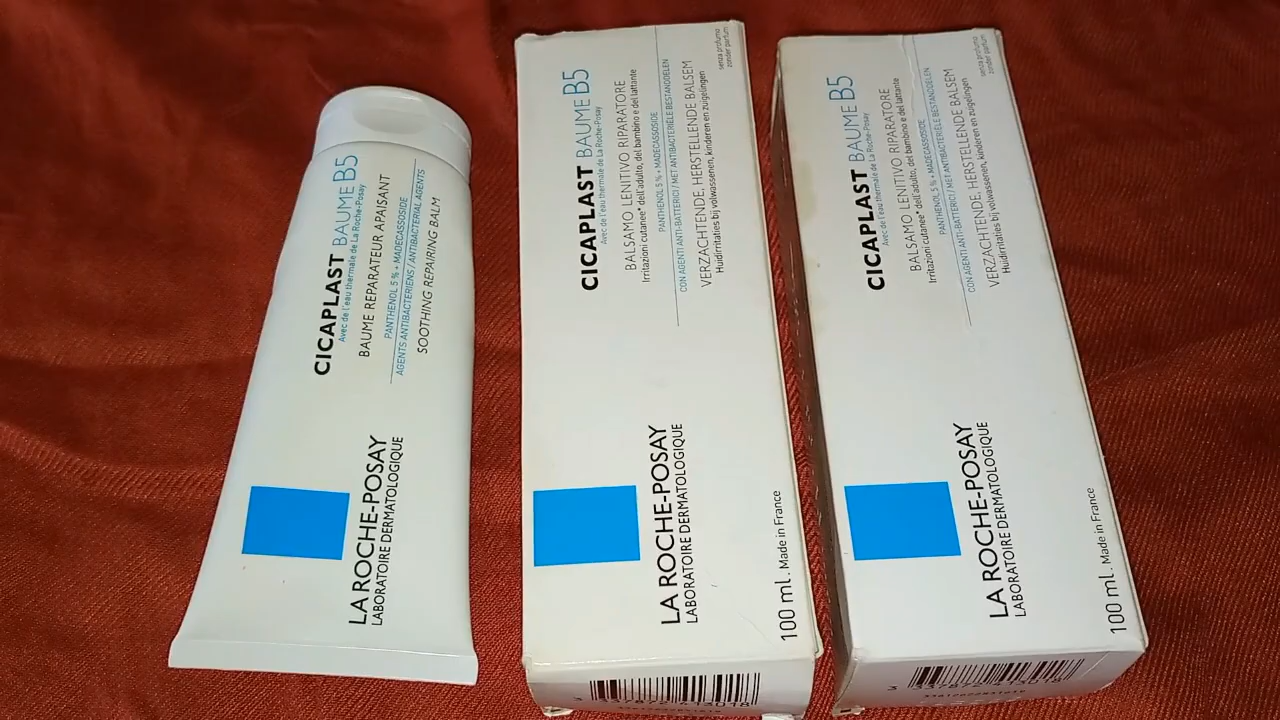 CICAPLAST BAUME B5
Avec de l'eau thermale de La Roche-Posay
BAUME REPARATEUR APAISANT
PANTHENOL 5 % + MADECASSOSIDE
AGENTS ANTIBACTERIENS / ANTIBACTERIAL AGENTS
SOOTHING REPAIRING BALM
LA ROCHE-POSAY
LABORATOIRE DERMATOLOGIQUE
CICAPLAST BAUME B5
Avec de l'eau thermale de La Roche-Posay
BALSAMO LENITIVO RIPARATORE
Irritazioni cutanee* dell'adulto, del bambino e del lattante
PANTHENOL 5 % + MADECASSOSIDE
CON AGENTI ANTI-BATTERICI / MET ANTIBACTERIËLE BESTANDDELEN
VERZACHTENDE, HERSTELLENDE BALSEM
Huidirritaties bij volwassenen, kinderen en zuigelingen
senza profumo
zonder parfum
LA ROCHE-POSAY
LABORATOIRE DERMATOLOGIQUE
100 ml. Made in France
CICAPLAST BAUME B5
Avec de l'eau thermale de La Roche-Posay
BALSAMO LENITIVO RIPARATORE
Irritazioni cutanee* dell'adulto, del bambino e del lattante
PANTHENOL 5 % + MADECASSOSIDE
CON AGENTI ANTI-BATTERICI / MET ANTIBACTERIËLE BESTANDDELEN
VERZACHTENDE, HERSTELLENDE BALSEM
Huidirritaties bij volwassenen, kinderen en zuigelingen
senza profumo
zonder parfum
LA ROCHE-POSAY
LABORATOIRE DERMATOLOGIQUE
100 ml. Made in France